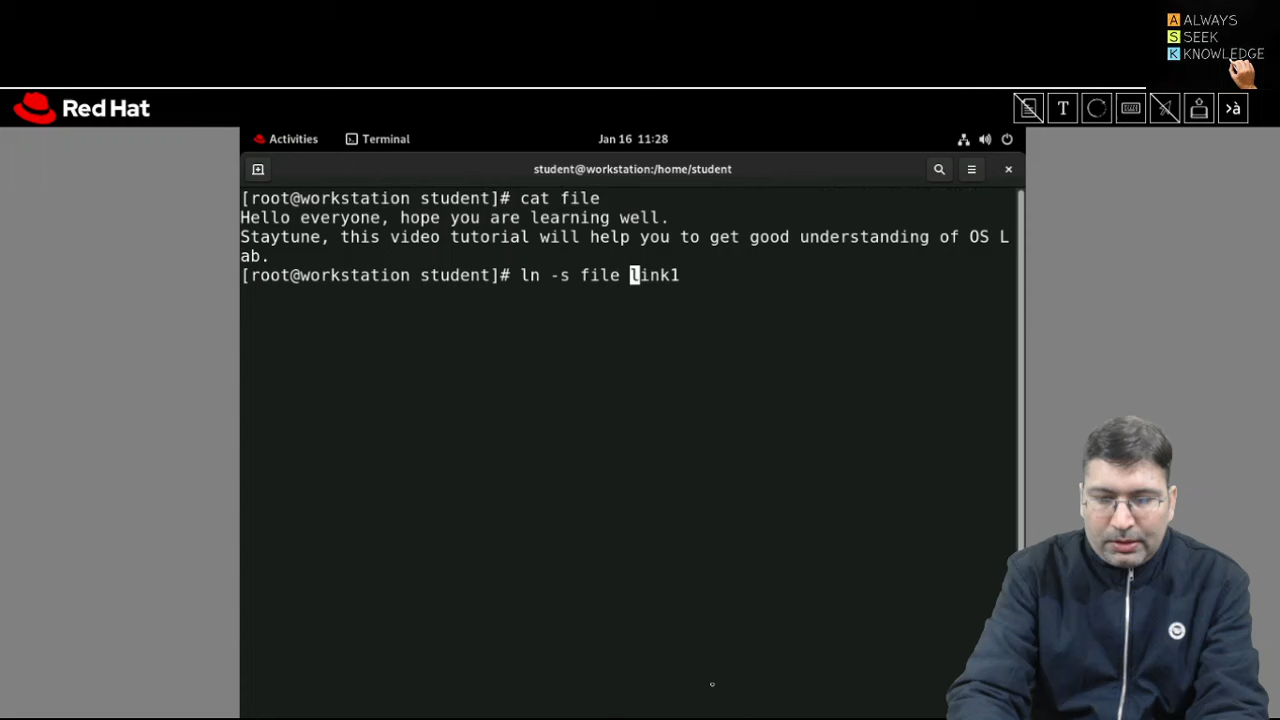 A ALWAYS
S SEEK
K KNOWLEDGE
Red Hat
T
›à
Activities
Terminal
Jan 16 11:28
student@workstation:/home/student
[root@workstation student]# cat file
Hello everyone, hope you are learning well.
Staytune, this video tutorial will help you to get good understanding of OS L
ab.
[root@workstation student]# ln -s file link1